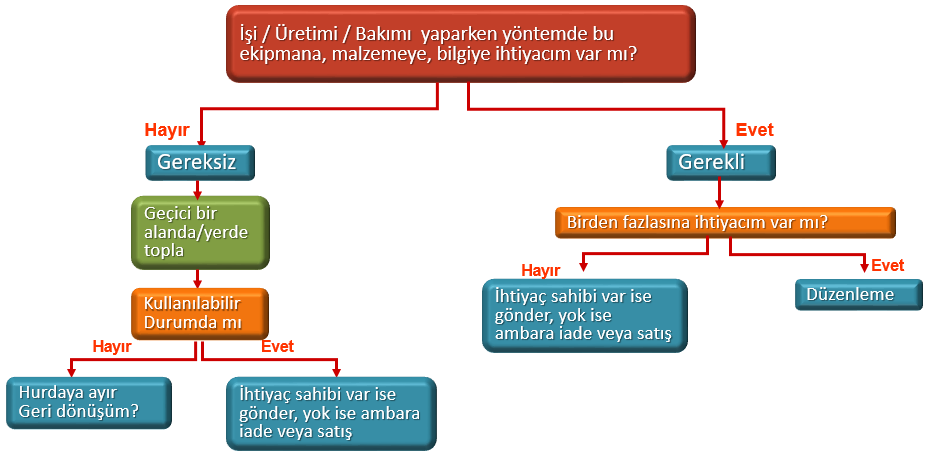 İşi / Üretimi / Bakımı  yaparken yöntemde bu
ekipmana, malzemeye, bilgiye ihtiyacım var mı?
Hayır
Evet
Gereksiz
Gerekli
Geçici bir
alanda/yerde
topla
Birden fazlasına ihtiyacım var mı?
Hayır
Evet
Kullanılabilir
Durumda mı
İhtiyaç sahibi var ise
gönder, yok ise
ambara iade veya satış
Düzenleme
Hayır
Evet
Hurdaya ayır
Geri dönüşüm?
İhtiyaç sahibi var ise
gönder, yok ise ambara
iade veya satış